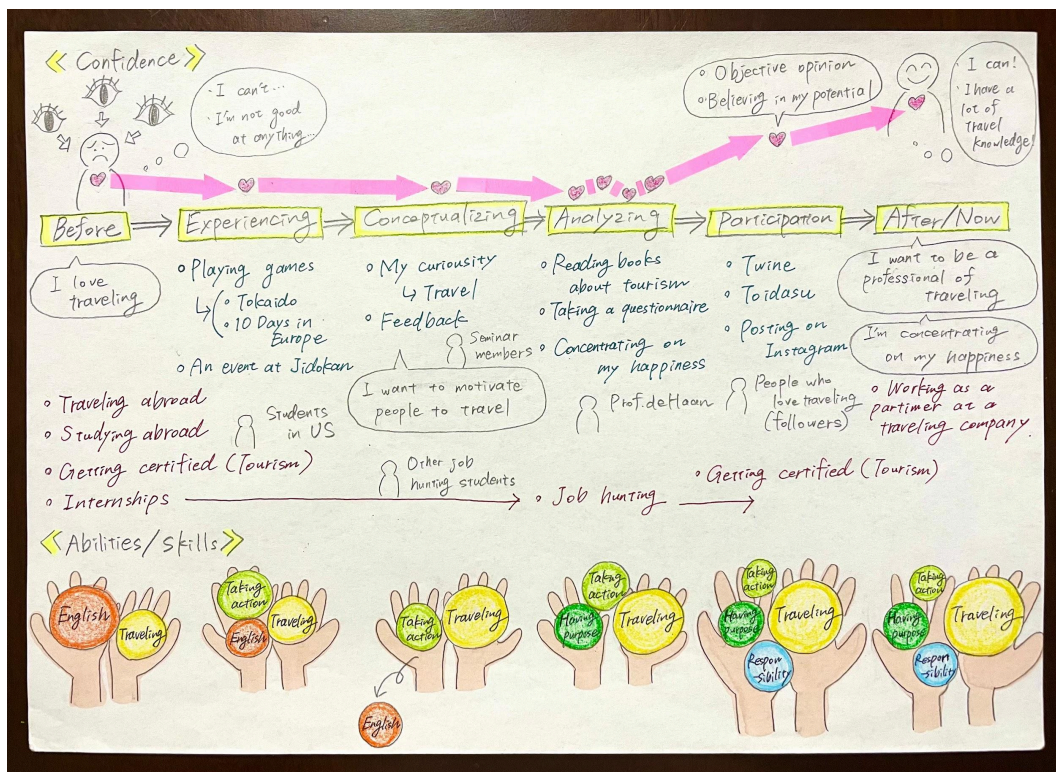 Confidence
・I can't...
・I'm not good
at anything...
・Objective opinion
・Believing in my potential
・I can!
・I have a
lot of
travel
knowledge!
Before
Experiencing
Conceptualizing
Analyzing
Participation
After/Now
I love
traveling
・Playing games
・Tokaido
・10 Days in
Europe
・An event at Jidokan
・My curiousity
Travel
・Feedback
Seminar
members
I want to motivate
people to travel
・Reading books
about tourism
・Taking a questionnaire
・Concentrating on
my happiness
Prof. deHaan
・Twine
・Toidasu
・Posting on
Instagram
People who
love traveling
(followers)
I want to be a
professional of
traveling
I'm concentrating
on my happiness
・Working as a
partimer at a
traveling company
・Traveling abroad
・Studying abroad
Students
in US
・Getting certified (Tourism)
・Internships
Other job
hunting students
・Job hunting
・Getting certified (Tourism)
Abilities/Skills
English
Traveling
Taking
action
English
Traveling
Taking
action
Traveling
English
Taking
action
Having
purpose
Traveling
Taking
action
Having
purpose
Traveling
Respon
-sibility
Taking
action
Having
purpose
Traveling
Respon
-sibility